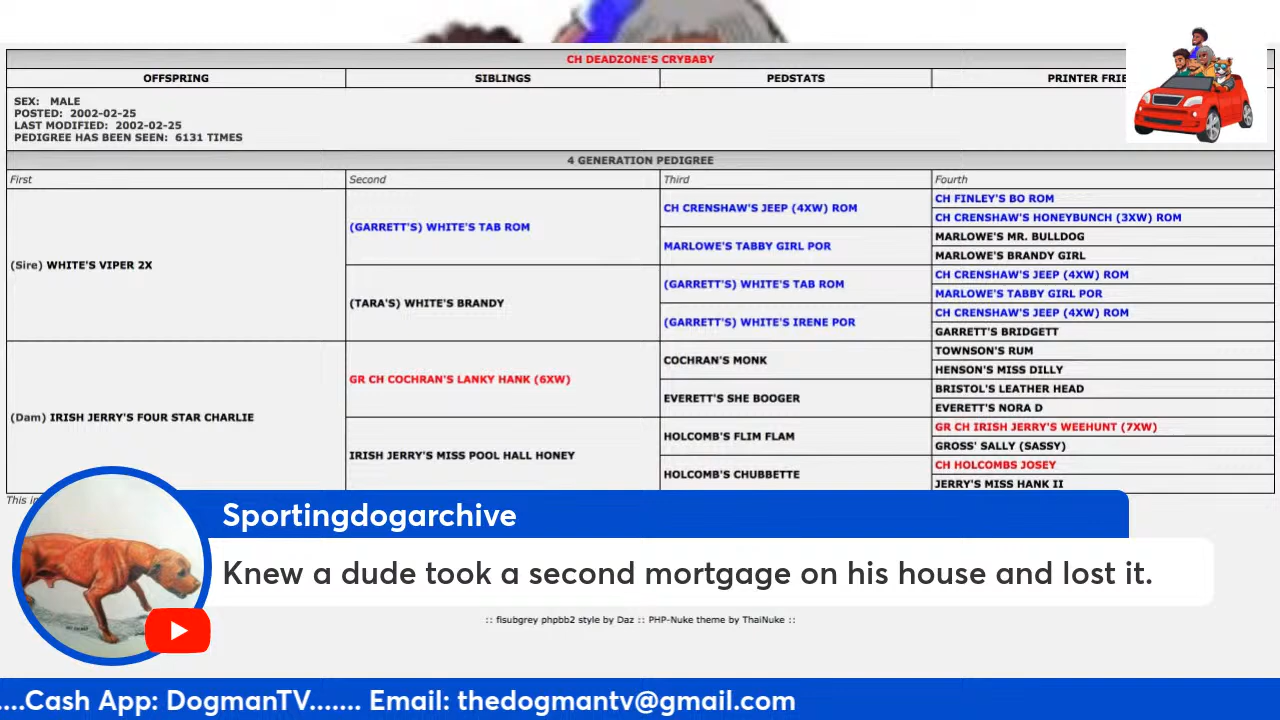 CH DEADZONE'S CRYBABY
OFFSPRING SIBLINGS PEDSTATS PRINTER FRIE
SEX: MALE
POSTED: 2002-02-25
LAST MODIFIED: 2002-02-25
PEDIGREE HAS BEEN SEEN: 6131 TIMES
4 GENERATION PEDIGREE
First Second Third Fourth
(Sire) WHITE'S VIPER 2X
(GARRETT'S) WHITE'S TAB ROM
CH CRENSHAW'S JEEP (4XW) ROM
CH FINLEY'S BO ROM
CH CRENSHAW'S HONEYBUNCH (3XW) ROM
MARLOWE'S TABBY GIRL POR
MARLOWE'S MR. BULLDOG
MARLOWE'S BRANDY GIRL
(TARA'S) WHITE'S BRANDY
(GARRETT'S) WHITE'S TAB ROM
CH CRENSHAW'S JEEP (4XW) ROM
MARLOWE'S TABBY GIRL POR
(GARRETT'S) WHITE'S IRENE POR
CH CRENSHAW'S JEEP (4XW) ROM
GARRETT'S BRIDGETT
(Dam) IRISH JERRY'S FOUR STAR CHARLIE
GR CH COCHRAN'S LANKY HANK (6XW)
COCHRAN'S MONK
TOWNSON'S RUM
HENSON'S MISS DILLY
EVERETT'S SHE BOOGER
BRISTOL'S LEATHER HEAD
EVERETT'S NORA D
IRISH JERRY'S MISS POOL HALL HONEY
HOLCOMB'S FLIM FLAM
GR CH IRISH JERRY'S WEEHUNT (7XW)
GROSS' SALLY (SASSY)
HOLCOMB'S CHUBBETTE
CH HOLCOMBS JOSEY
JERRY'S MISS HANK II
This i
Sportingdogarchive
Knew a dude took a second mortgage on his house and lost it.
:: fisubgrey phpbb2 style by Daz :: PHP-Nuke theme by ThaiNuke ::
....Cash App: DogmanTV....... Email: thedogmantv@gmail.com